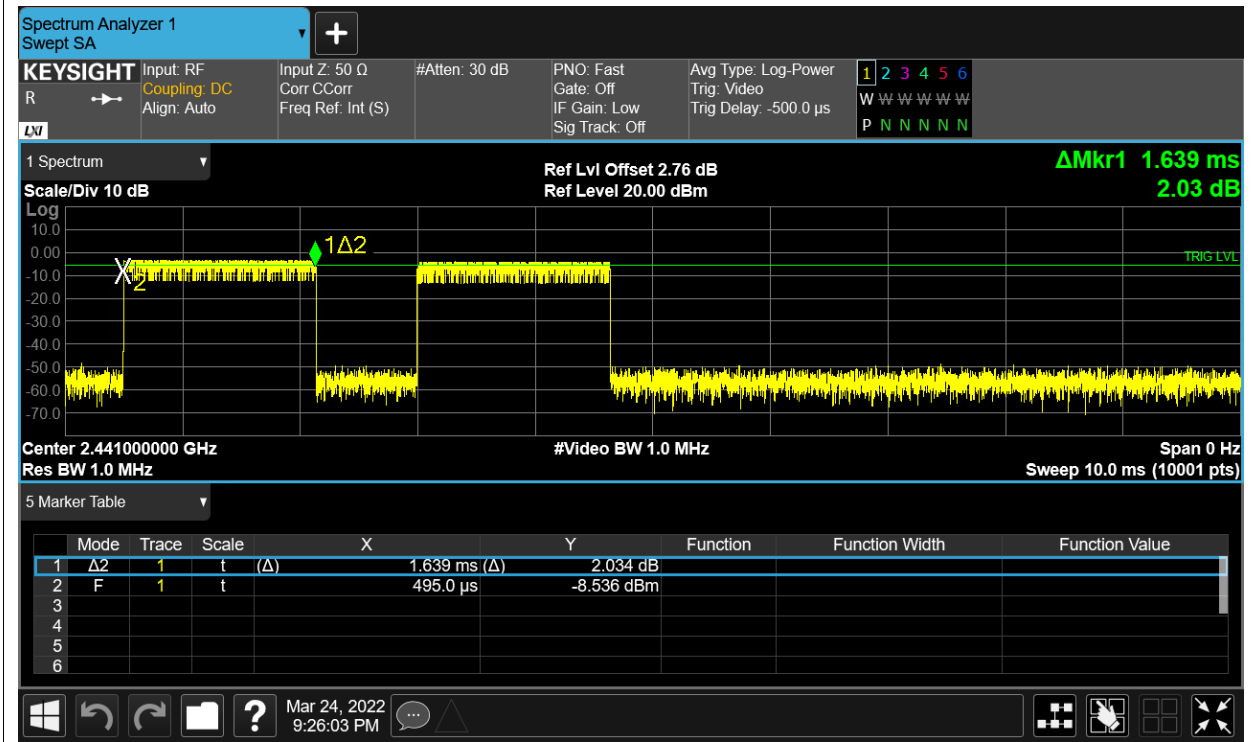 Spectrum Analyzer 1
Swept SA
KEYSIGHT
R
LXI
Input: RF
Coupling: DC
Align: Auto
Input Z: 50 Ω
Corr CCorr
Freq Ref: Int (S)
#Atten: 30 dB
PNO: Fast
Gate: Off
IF Gain: Low
Sig Track: Off
Avg Type: Log-Power
Trig: Video
Trig Delay: -500.0 µs
1 2 3 4 5 6
W W W W W W
P N N N N N
1 Spectrum
Scale/Div 10 dB
Ref Lvl Offset 2.76 dB
Ref Level 20.00 dBm
ΔMkr1 1.639 ms
2.03 dB
Log
10.0
0.00
-10.0
-20.0
-30.0
-40.0
-50.0
-60.0
-70.0
1Δ2
X2
TRIG LVL
Center 2.441000000 GHz
#Video BW 1.0 MHz
Span 0 Hz
Res BW 1.0 MHz
Sweep 10.0 ms (10001 pts)
5 Marker Table
Mode Trace Scale X Y Function Function Width Function Value
1 Δ2 1 t (Δ) 1.639 ms (Δ) 2.034 dB
2 F 1 t 495.0 µs -8.536 dBm
3
4
5
6
?
Mar 24, 2022
9:26:03 PM